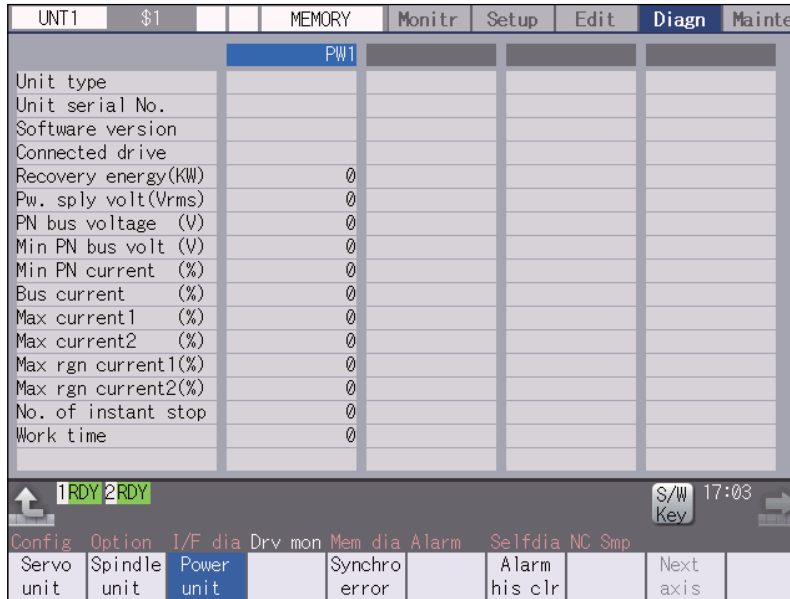 UNT1 $1 MEMORY Monitr Setup Edit Diagn Mainte
PW1
Unit type
Unit serial No.
Software version
Connected drive
Recovery energy(KW) 0
Pw. sply volt(Vrms) 0
PN bus voltage (V) 0
Min PN bus volt (V) 0
Min PN current (%) 0
Bus current (%) 0
Max current1 (%) 0
Max current2 (%) 0
Max rgn current1(%) 0
Max rgn current2(%) 0
No. of instant stop 0
Work time 0
1RDY 2RDY S/W 17:03
Key
Config Option I/F dia Drv mon Mem dia Alarm Selfdia NC Smp
Servo Spindle Power Synchro Alarm Next
unit unit unit error his clr axis